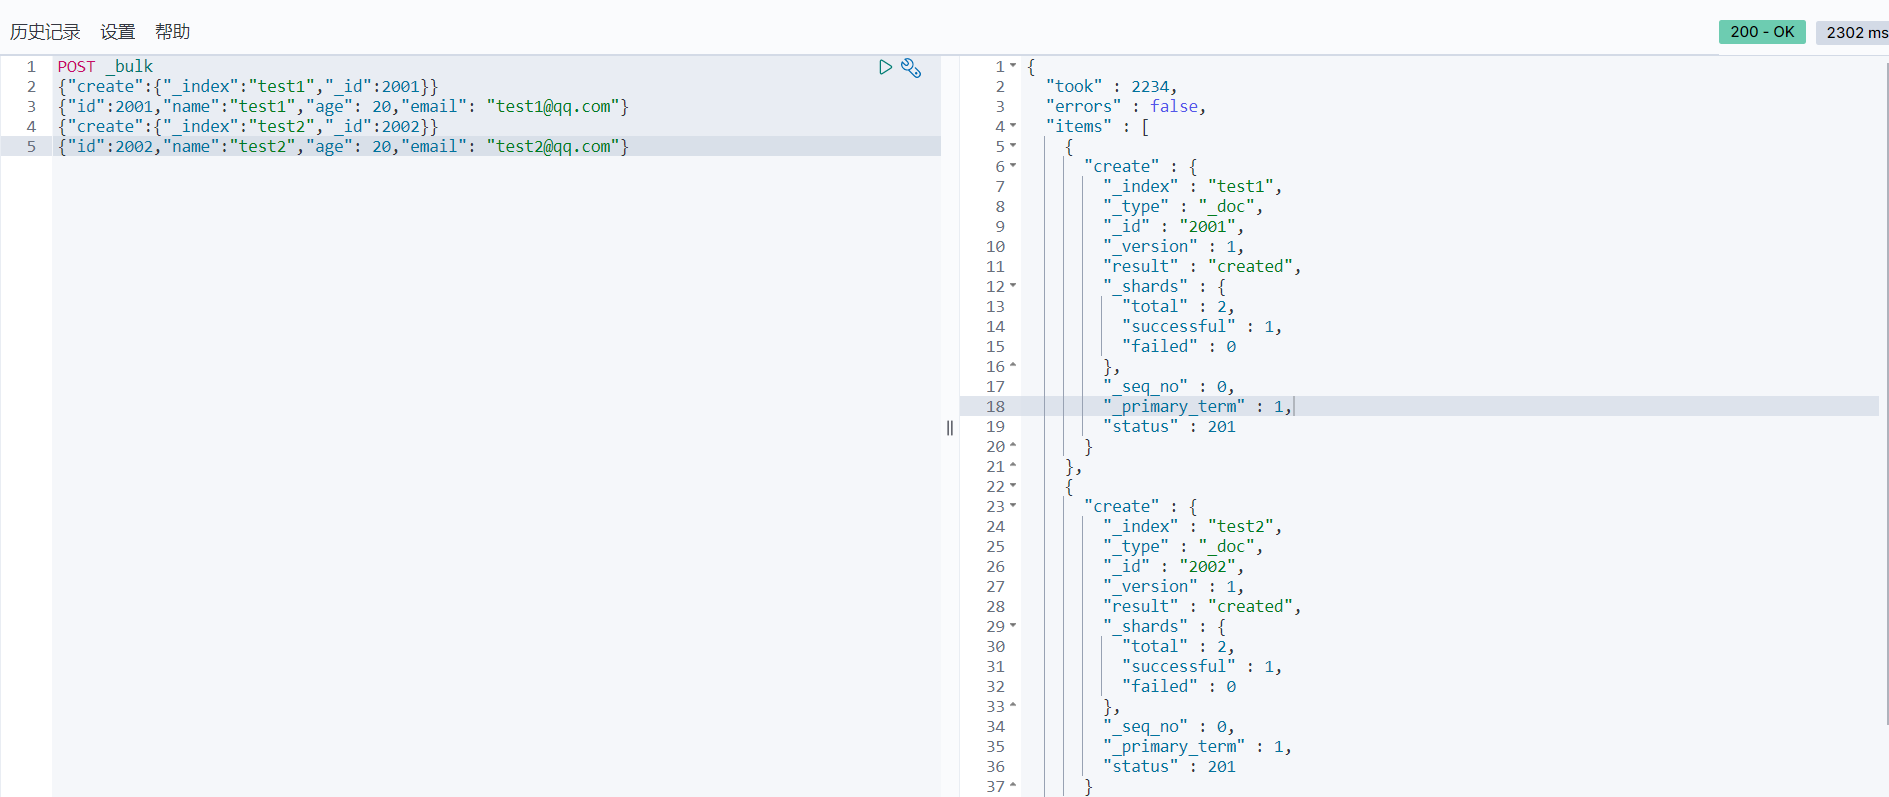 历史记录 设置 帮助
200 - OK 2302 ms
1 POST _bulk
2 {"create":{"_index":"test1","_id":2001}}
3 {"id":2001,"name":"test1","age": 20,"email": "test1@qq.com"}
4 {"create":{"_index":"test2","_id":2002}}
5 {"id":2002,"name":"test2","age": 20,"email": "test2@qq.com"}
1 {
2 "took" : 2234,
3 "errors" : false,
4 "items" : [
5 {
6 "create" : {
7 "_index" : "test1",
8 "_type" : "_doc",
9 "_id" : "2001",
10 "_version" : 1,
11 "result" : "created",
12 "_shards" : {
13 "total" : 2,
14 "successful" : 1,
15 "failed" : 0
16 },
17 "_seq_no" : 0,
18 "_primary_term" : 1,
19 "status" : 201
20 }
21 },
22 {
23 "create" : {
24 "_index" : "test2",
25 "_type" : "_doc",
26 "_id" : "2002",
27 "_version" : 1,
28 "result" : "created",
29 "_shards" : {
30 "total" : 2,
31 "successful" : 1,
32 "failed" : 0
33 },
34 "_seq_no" : 0,
35 "_primary_term" : 1,
36 "status" : 201
37 }